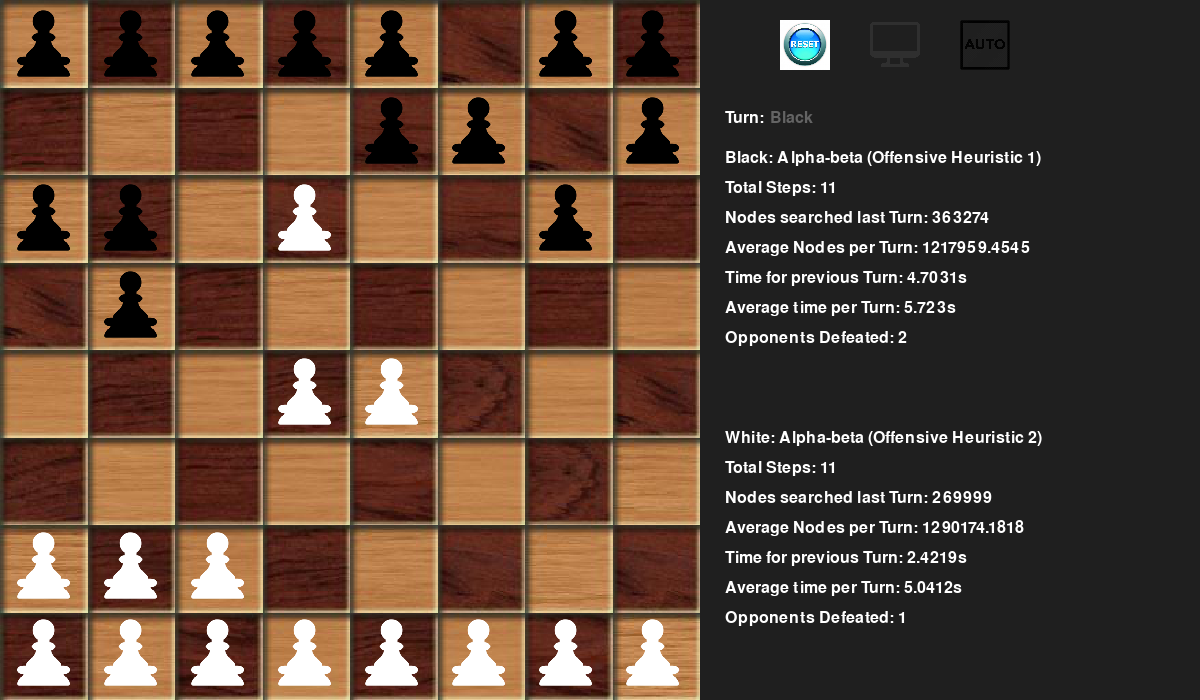 RESET
AUTO
Turn: Black
Black: Alpha-beta (Offensive Heuristic 1)
Total Steps: 11
Nodes searched last Turn: 363274
Average Nodes per Turn: 1217959.4545
Time for previous Turn: 4.7031s
Average time per Turn: 5.723s
Opponents Defeated: 2
White: Alpha-beta (Offensive Heuristic 2)
Total Steps: 11
Nodes searched last Turn: 269999
Average Nodes per Turn: 1290174.1818
Time for previous Turn: 2.4219s
Average time per Turn: 5.0412s
Opponents Defeated: 1